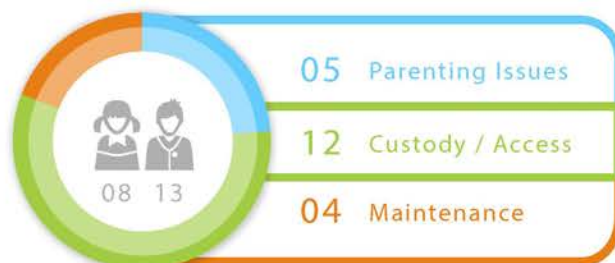 05 Parenting Issues
12 Custody / Access
04 Maintenance
08 13